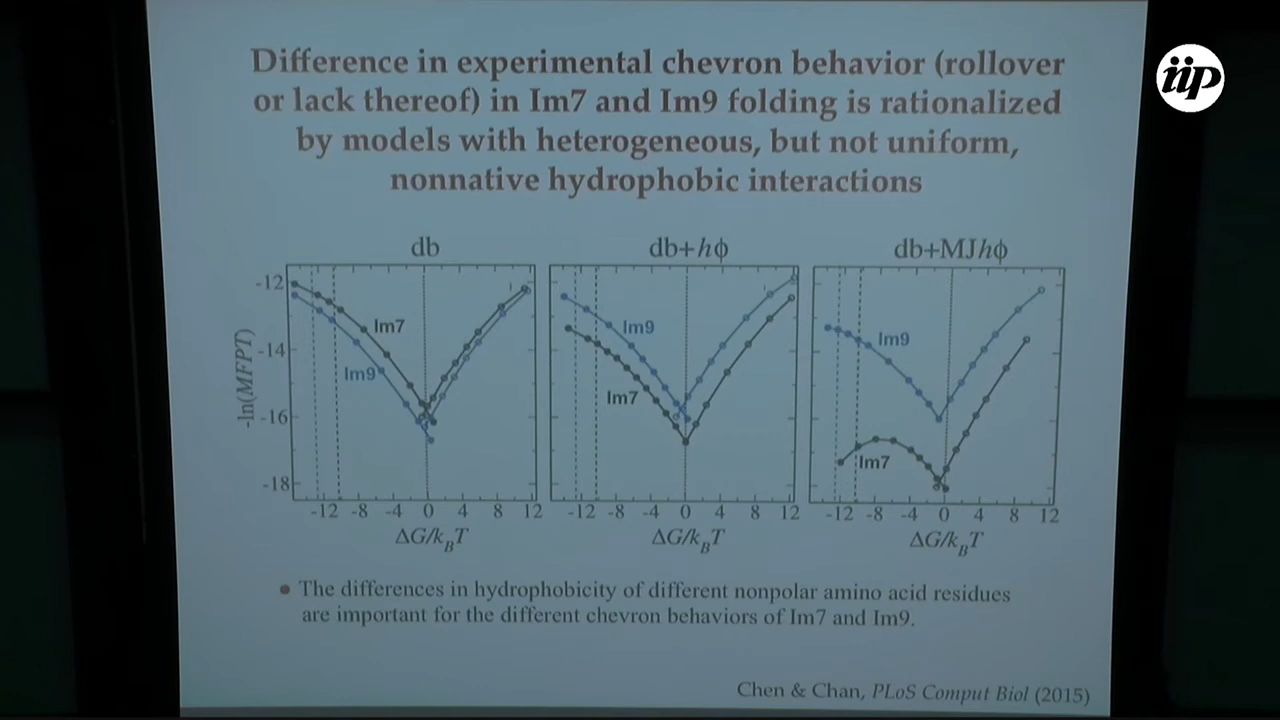 iip
Difference in experimental chevron behavior (rollover
or lack thereof) in Im7 and Im9 folding is rationalized
by models with heterogeneous, but not uniform,
nonnative hydrophobic interactions
db
db+hϕ
db+MJhϕ
-ln(MFPT)
-12
-14
-16
-18
Im7
Im9
Im9
Im7
Im9
Im7
-12 -8 -4 0 4 8 12
-12 -8 -4 0 4 8 12
-12 -8 -4 0 4 8 12
ΔG/k_BT
ΔG/k_BT
ΔG/k_BT
• The differences in hydrophobicity of different nonpolar amino acid residues
are important for the different chevron behaviors of Im7 and Im9.
Chen & Chan, PLoS Comput Biol (2015)